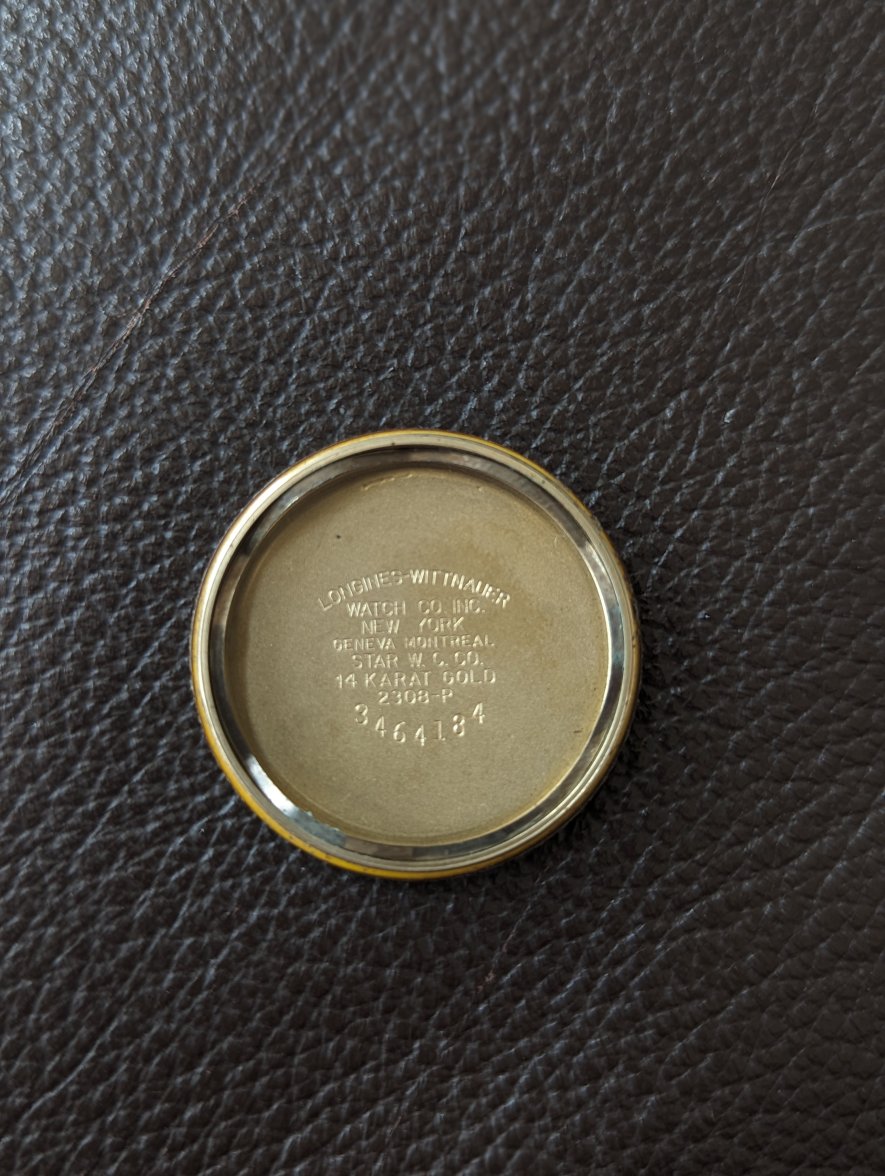 LONGINES-WITTNAUER
WATCH CO. INC.
NEW YORK
GENEVA MONTREAL
STAR W. C. CO.
14 KARAT GOLD
2308-P
3464184